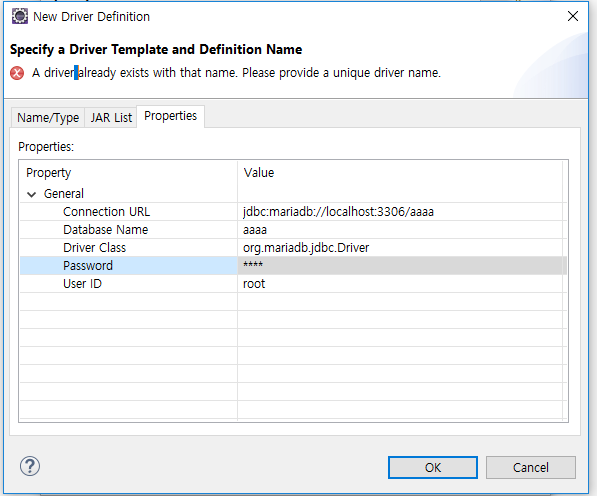 New Driver Definition
Specify a Driver Template and Definition Name
A driver already exists with that name. Please provide a unique driver name.
Name/Type JAR List Properties
Properties:
Property Value
General
Connection URL jdbc:mariadb://localhost:3306/aaaa
Database Name aaaa
Driver Class org.mariadb.jdbc.Driver
Password ****
User ID root
? OK Cancel